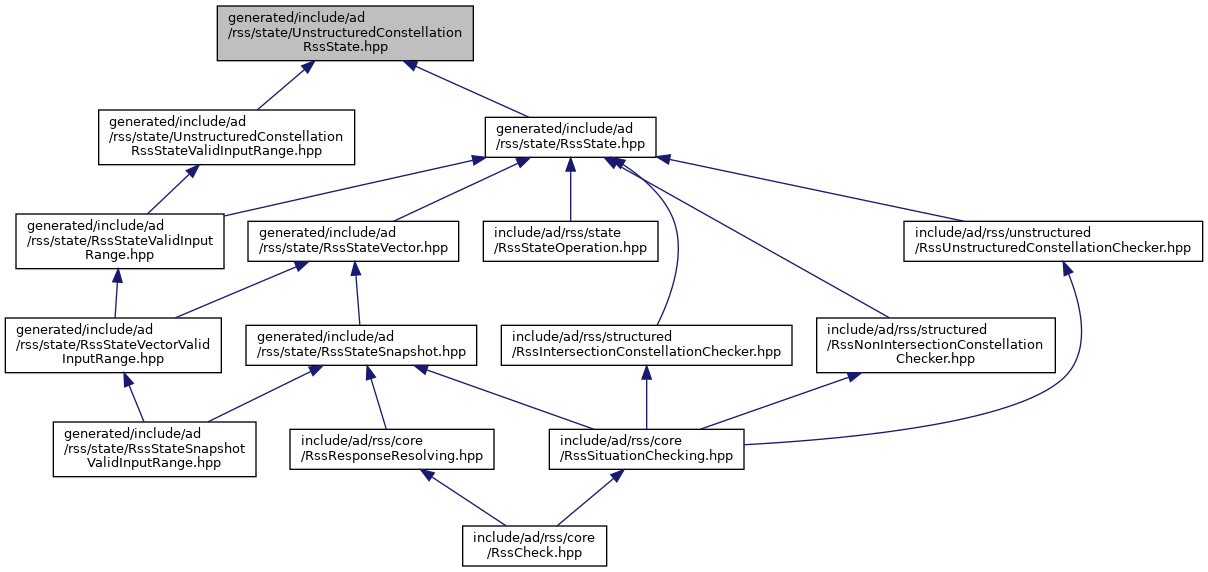 generated/include/ad
/rss/state/UnstructuredConstellation
RssState.hpp
generated/include/ad
/rss/state/UnstructuredConstellation
RssStateValidInputRange.hpp
generated/include/ad
/rss/state/RssState.hpp
generated/include/ad
/rss/state/RssStateValidInput
Range.hpp
generated/include/ad
/rss/state/RssStateVector.hpp
include/ad/rss/state
/RssStateOperation.hpp
include/ad/rss/unstructured
/RssUnstructuredConstellationChecker.hpp
generated/include/ad
/rss/state/RssStateVectorValid
InputRange.hpp
generated/include/ad
/rss/state/RssStateSnapshot.hpp
include/ad/rss/structured
/RssIntersectionConstellationChecker.hpp
include/ad/rss/structured
/RssNonIntersectionConstellation
Checker.hpp
generated/include/ad
/rss/state/RssStateSnapshot
ValidInputRange.hpp
include/ad/rss/core
/RssResponseResolving.hpp
include/ad/rss/core
/RssSituationChecking.hpp
include/ad/rss/core
/RssCheck.hpp